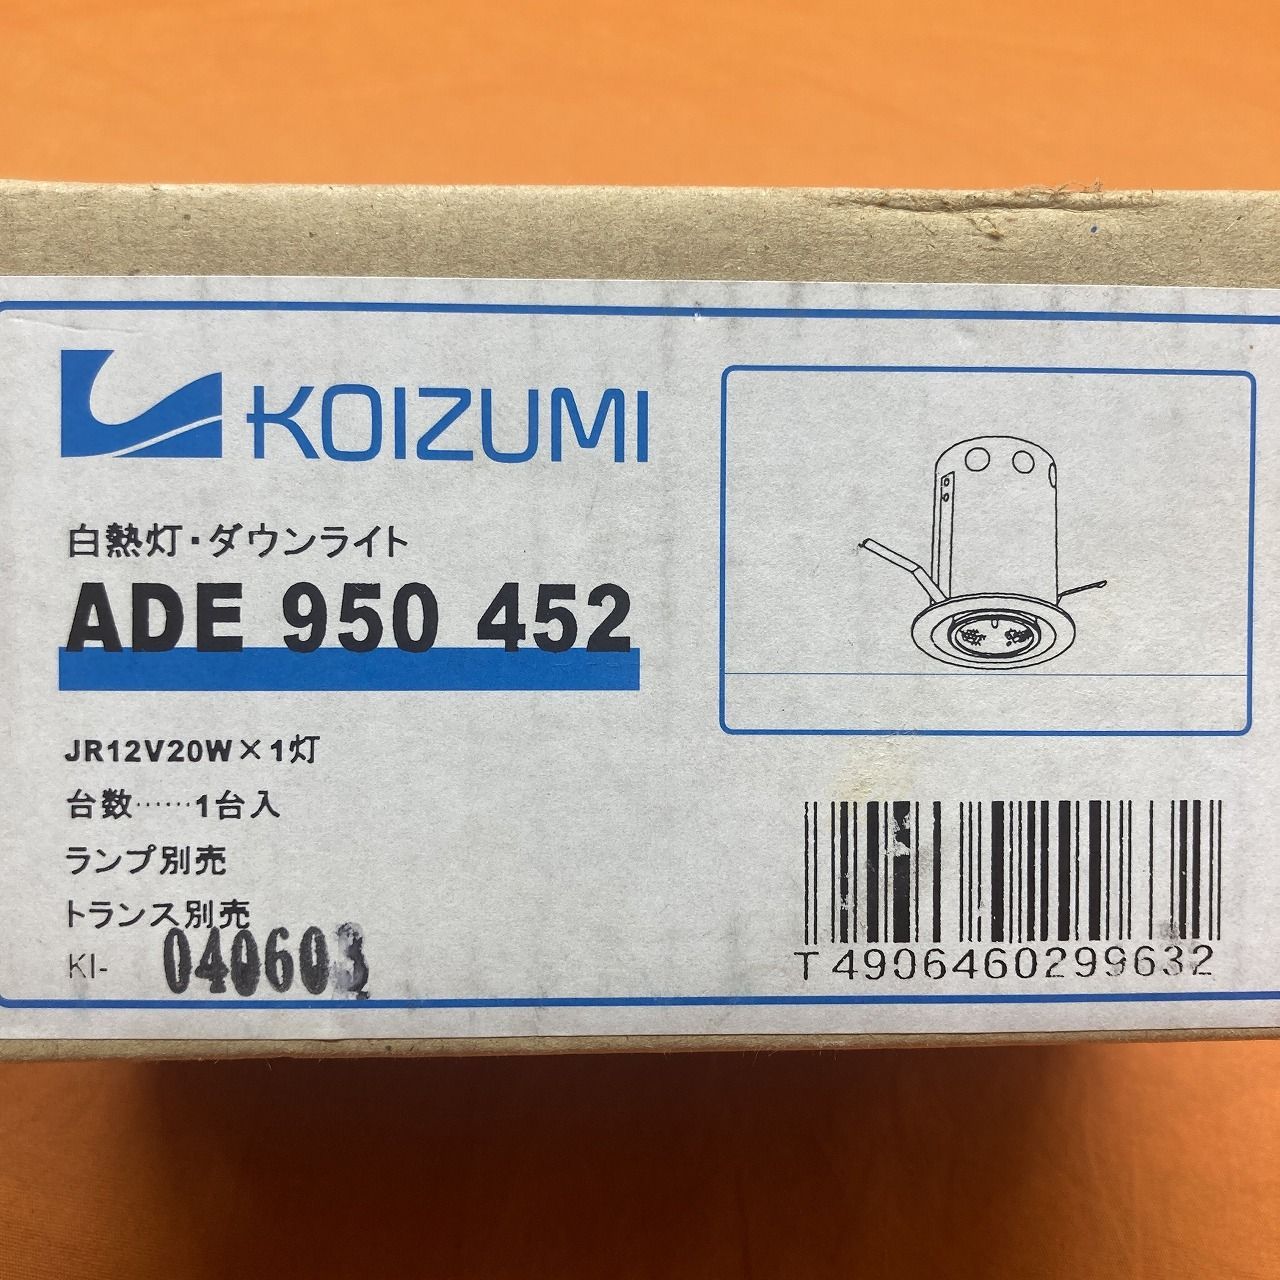 KOIZUMI
白熱灯・ダウンライト
ADE 950 452
JR12V20W×1灯
台数……1台入
ランプ別売
トランス別売
KI- 040603
T4906460299632